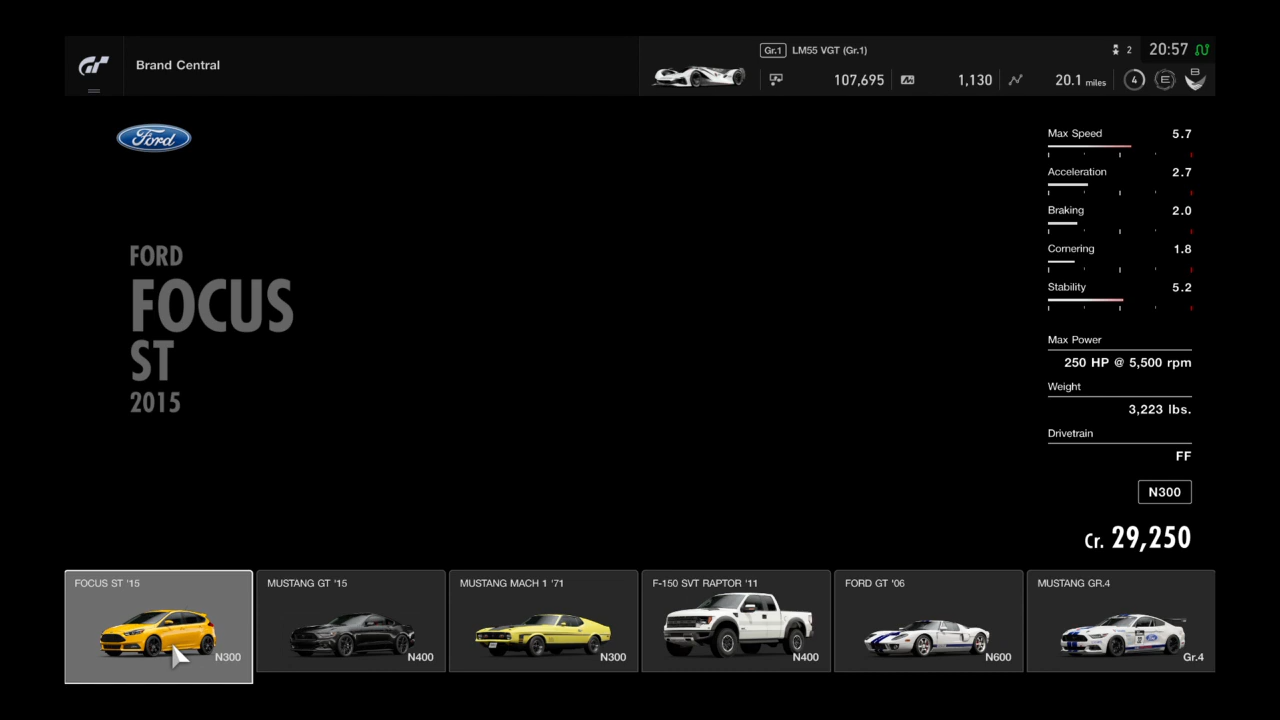 Brand Central
Gr.1 LM55 VGT (Gr.1)
2 20:57
107,695 1,130 20.1 miles 4 E B
Ford
FORD
FOCUS
ST
2015
Max Speed 5.7
Acceleration 2.7
Braking 2.0
Cornering 1.8
Stability 5.2
Max Power
250 HP @ 5,500 rpm
Weight
3,223 lbs.
Drivetrain
FF
N300
Cr. 29,250
FOCUS ST '15
N300
MUSTANG GT '15
N400
MUSTANG MACH 1 '71
N300
F-150 SVT RAPTOR '11
N400
FORD GT '06
N600
MUSTANG GR.4
Gr.4